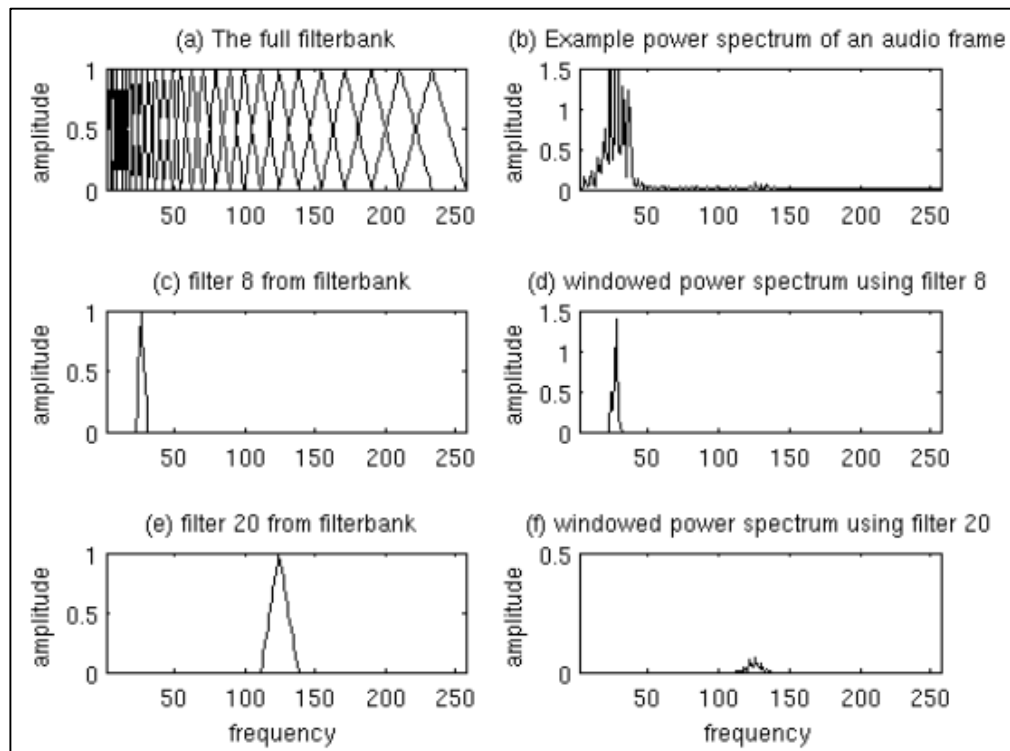 (a) The full filterbank
amplitude
1
0.5
0
50 100 150 200 250
(b) Example power spectrum of an audio frame
amplitude
1.5
1
0.5
0
50 100 150 200 250
(c) filter 8 from filterbank
amplitude
1
0.5
0
50 100 150 200 250
(d) windowed power spectrum using filter 8
amplitude
1.5
1
0.5
0
50 100 150 200 250
(e) filter 20 from filterbank
amplitude
1
0.5
0
50 100 150 200 250
frequency
(f) windowed power spectrum using filter 20
amplitude
0.5
0
50 100 150 200 250
frequency